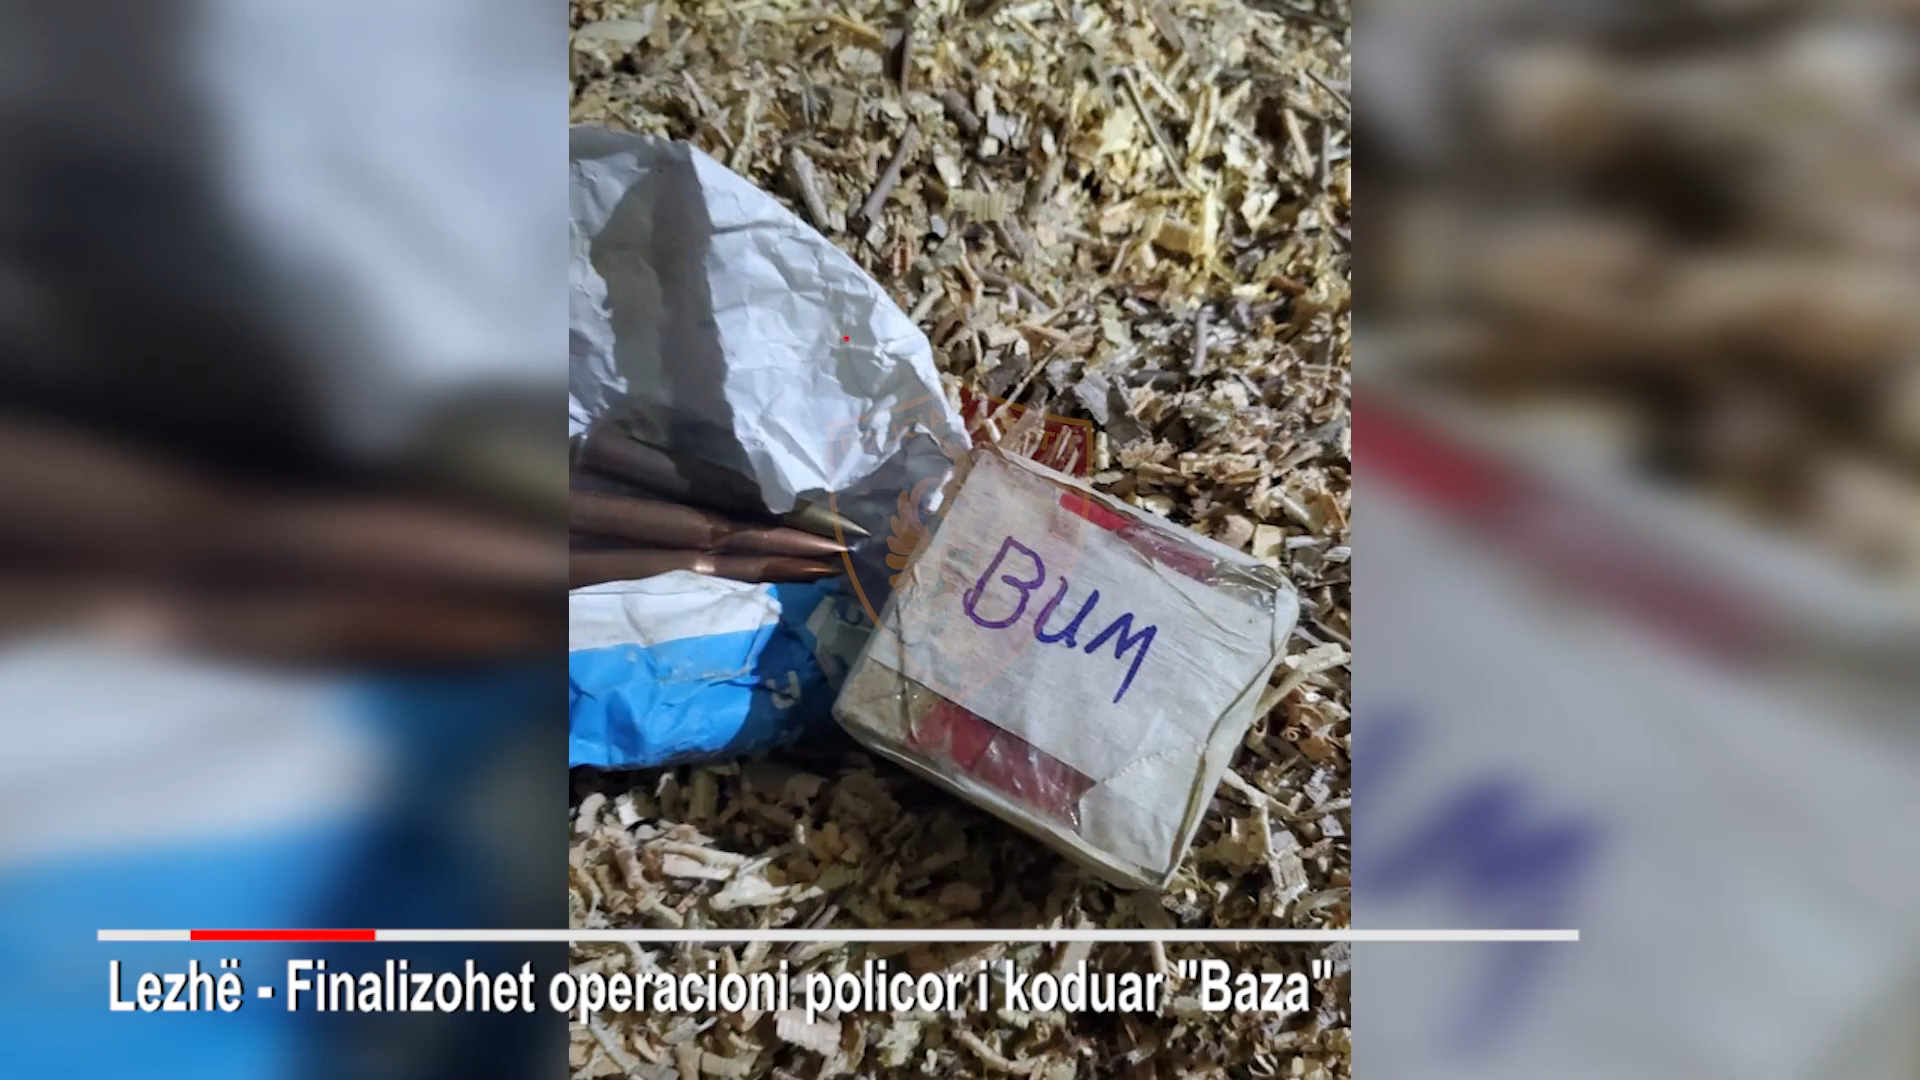 BUM
Lezhë - Finalizohet operacioni policor i koduar "Baza"